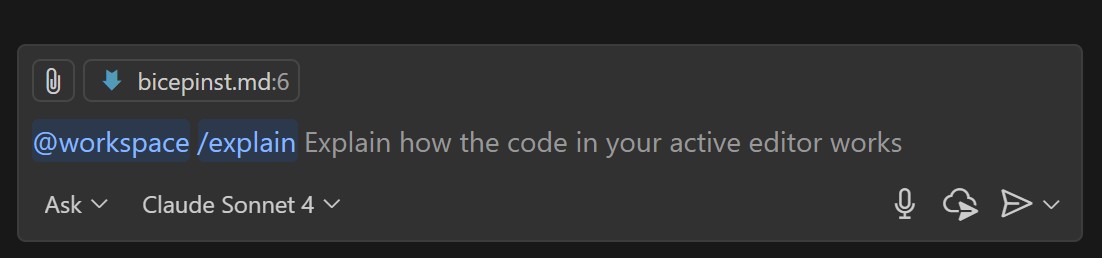 bicepinst.md:6
@workspace /explain Explain how the code in your active editor works
Ask Claude Sonnet 4